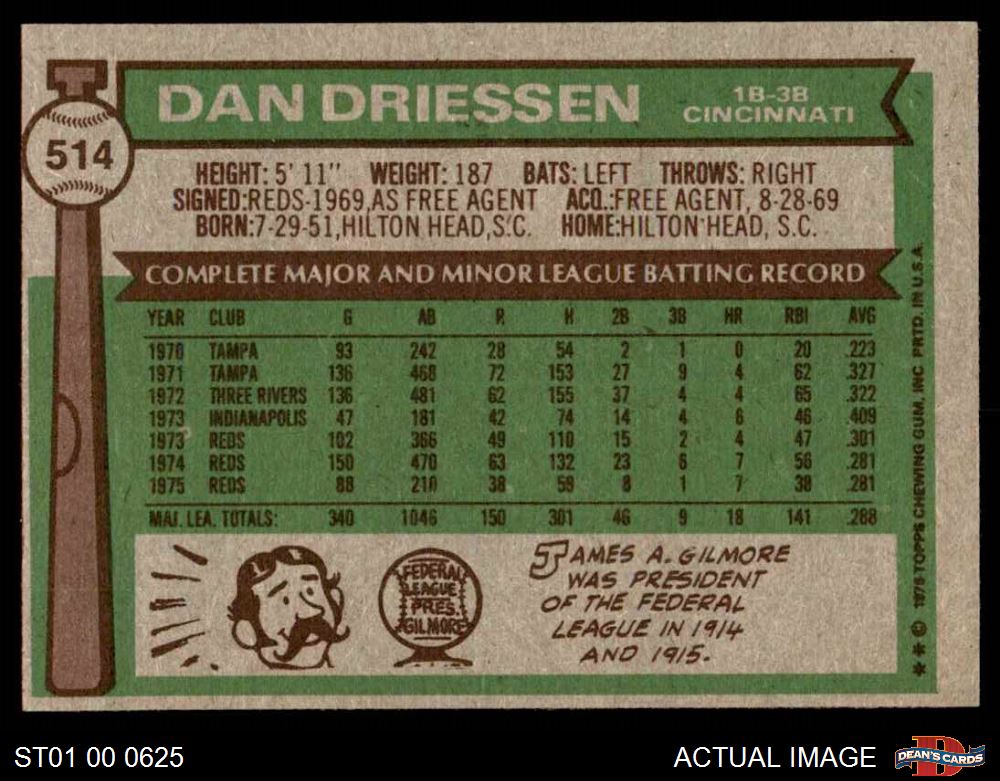 DAN DRIESSEN
1B-3B
CINCINNATI
514
HEIGHT: 5' 11" WEIGHT: 187 BATS: LEFT THROWS: RIGHT
SIGNED:REDS-1969,AS FREE AGENT ACQ.:FREE AGENT, 8-28-69
BORN:7-29-51,HILTON HEAD,S.C. HOME:HILTON HEAD, S.C.
COMPLETE MAJOR AND MINOR LEAGUE BATTING RECORD
YEAR CLUB G AB R H 2B 3B HR RBI AVG
1970 TAMPA 93 242 28 54 2 1 0 20 .223
1971 TAMPA 136 468 72 153 27 9 4 62 .327
1972 THREE RIVERS 136 481 62 155 37 4 4 65 .322
1973 INDIANAPOLIS 47 181 42 74 14 4 6 46 .409
1973 REDS 102 366 49 110 15 2 4 47 .301
1974 REDS 150 470 63 132 23 6 7 56 .281
1975 REDS 88 210 38 59 8 1 7 38 .281
MAJ. LEA. TOTALS: 340 1046 150 301 46 9 18 141 .288
FEDERAL
LEAGUE
PRES.
GILMORE
JAMES A. GILMORE
WAS PRESIDENT
OF THE FEDERAL
LEAGUE IN 1914
AND 1915.
** © 1976 TOPPS CHEWING GUM, INC PRTD. IN U.S.A.
ST01 00 0625
ACTUAL IMAGE
D
DEAN'S CARDS